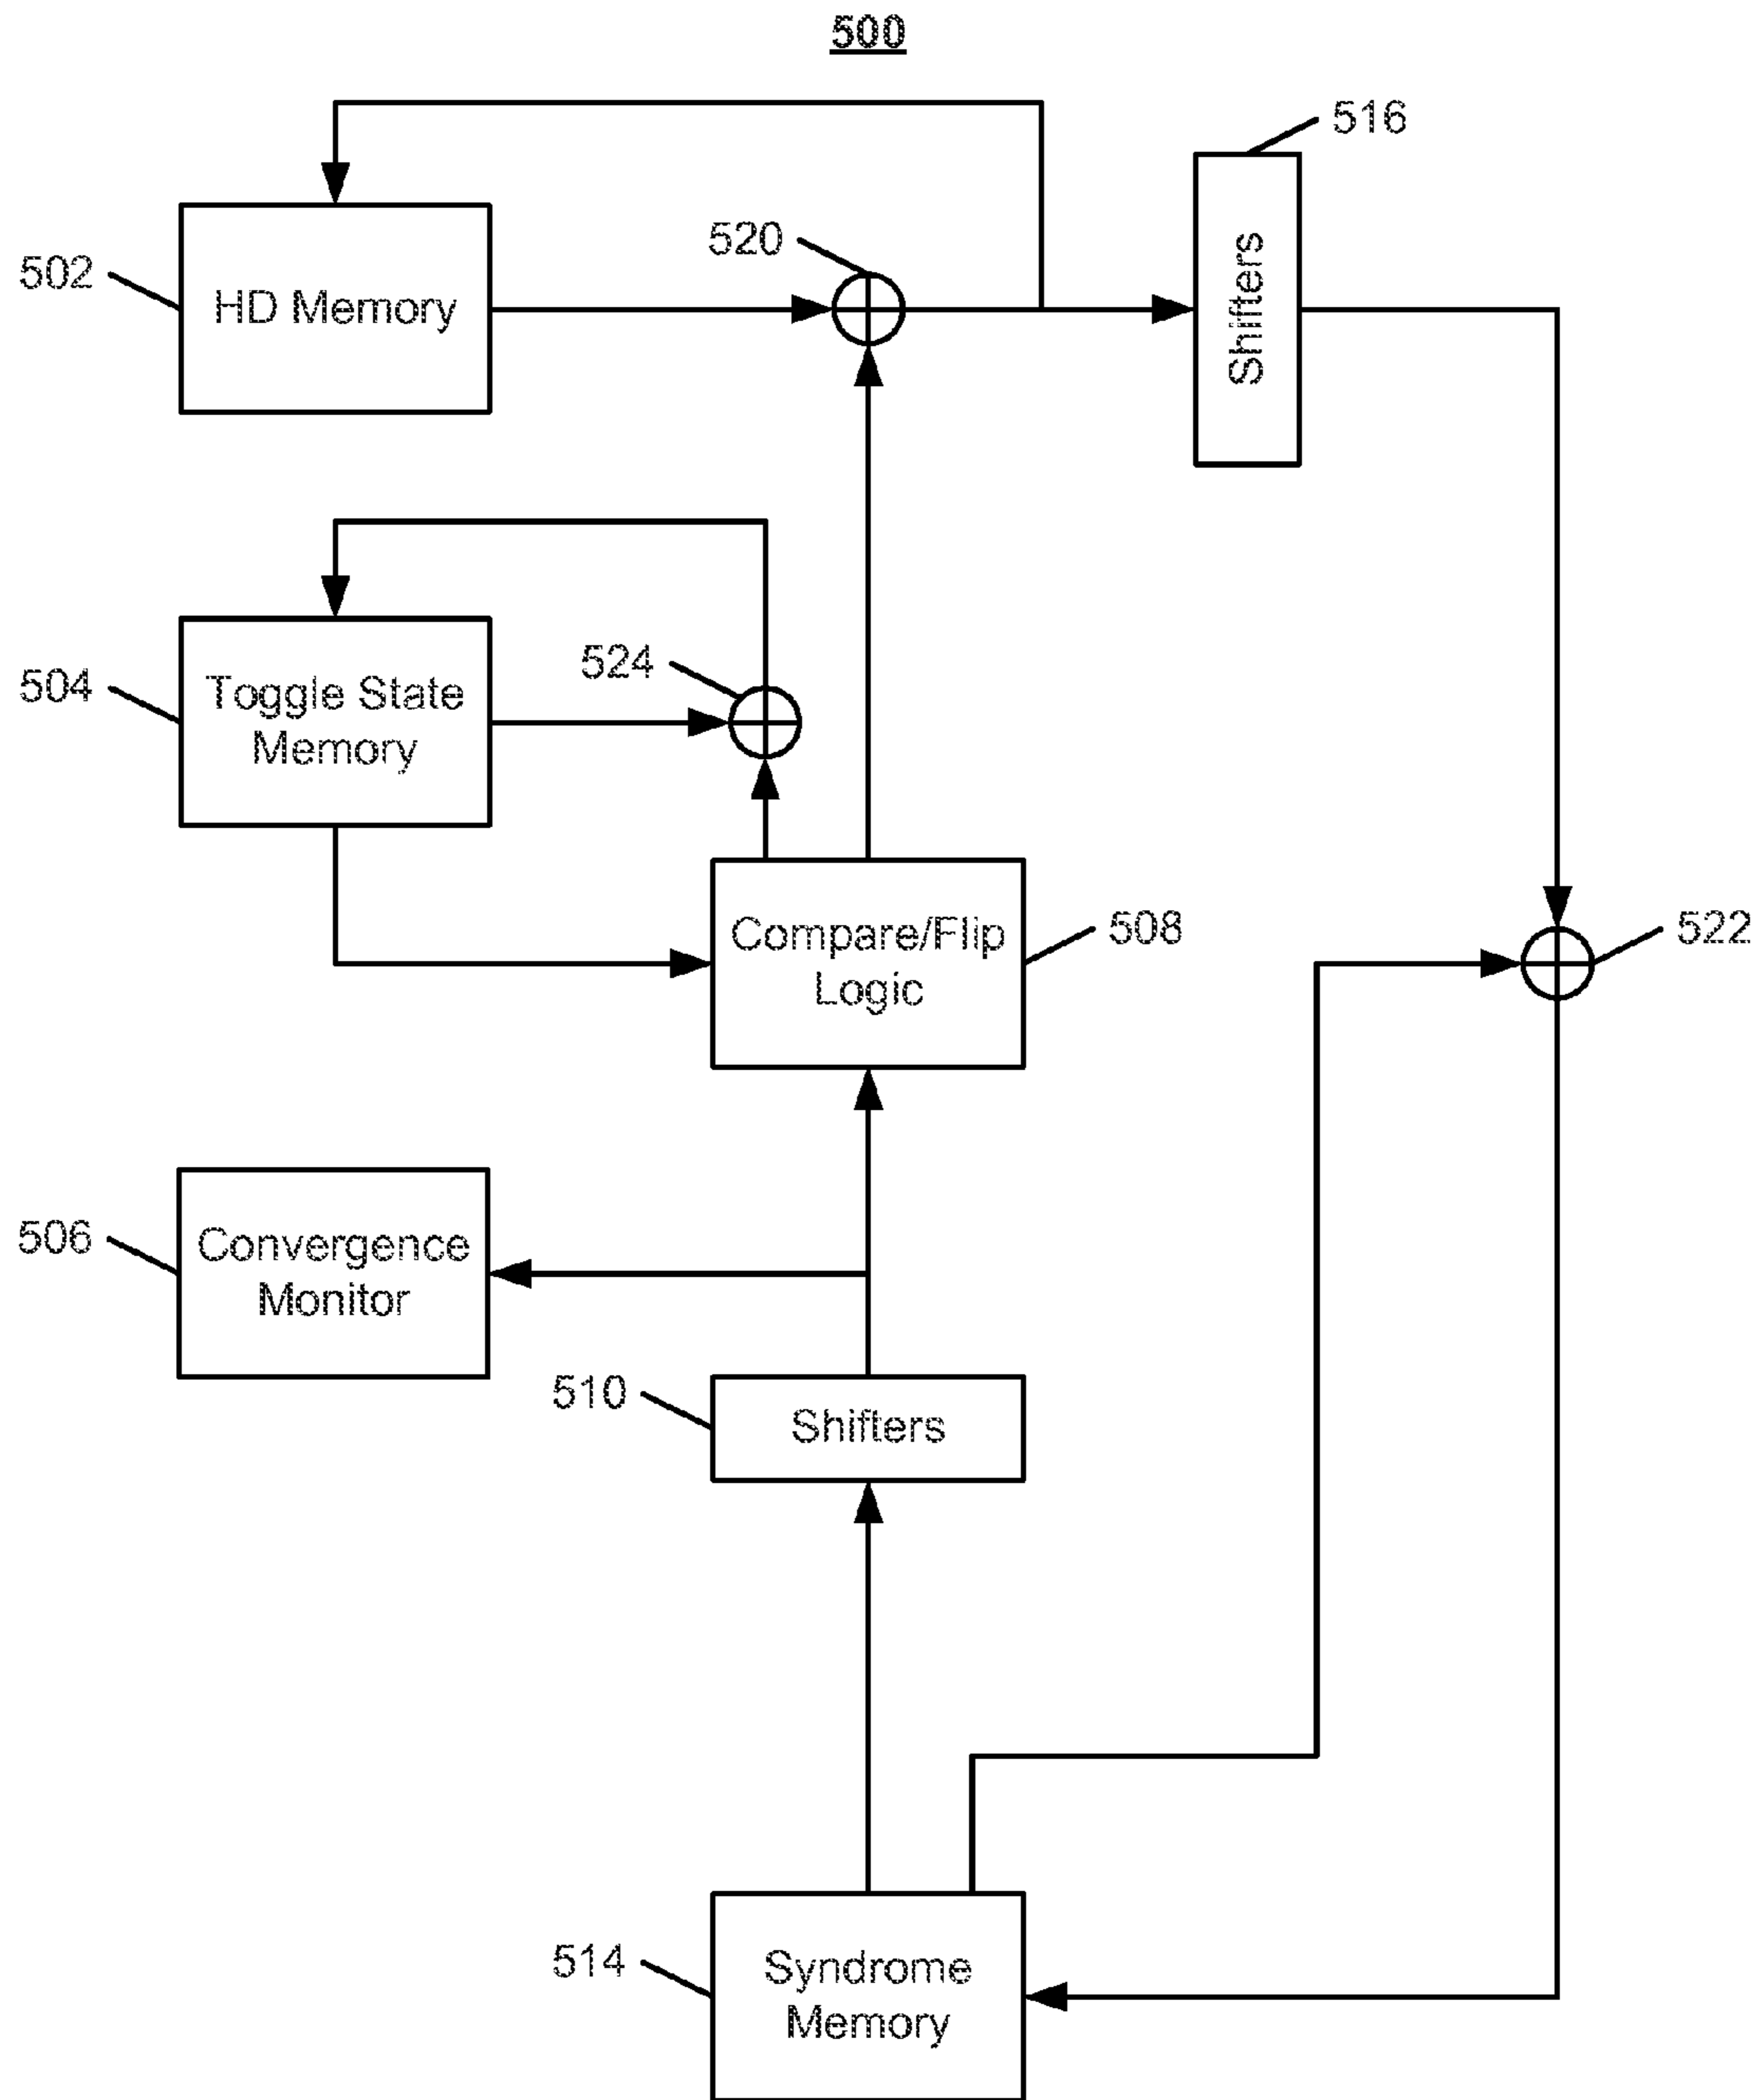 500
516
520
502
HD Memory
Shifters
524
504
Toggle State
Memory
Compare/Flip
Logic
508
522
506
Convergence
Monitor
510
Shifters
514
Syndrome
Memory